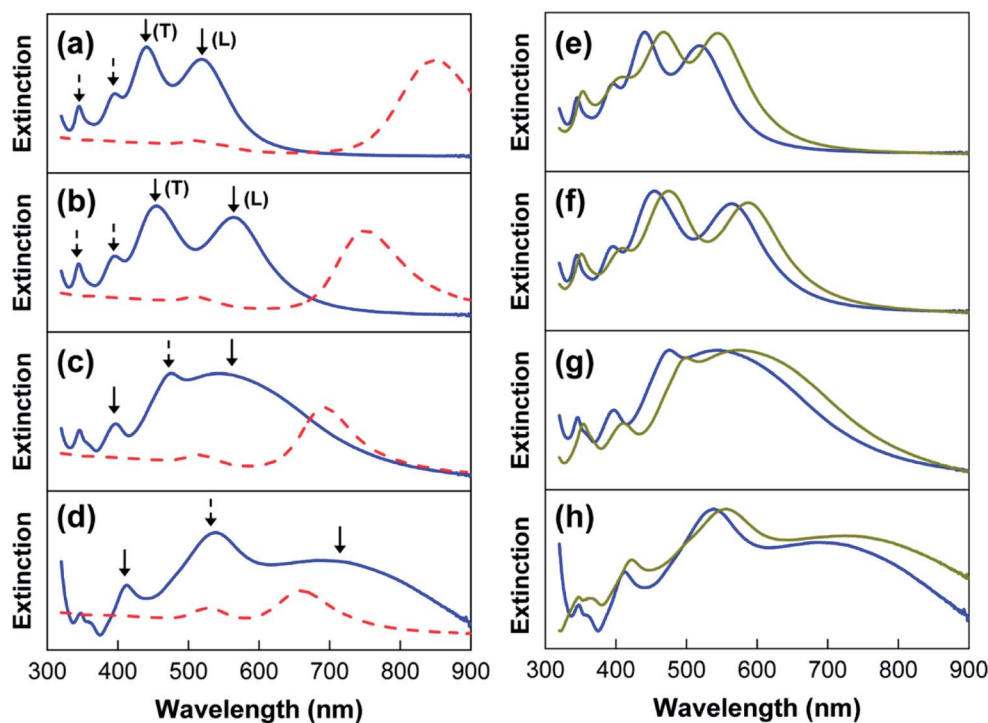 (a)
(T)
(L)
Extinction
(b)
(T)
(L)
Extinction
(c)
Extinction
(d)
Extinction
300 400 500 600 700 800 900
Wavelength (nm)
(e)
Extinction
(f)
Extinction
(g)
Extinction
(h)
Extinction
300 400 500 600 700 800 900
Wavelength (nm)